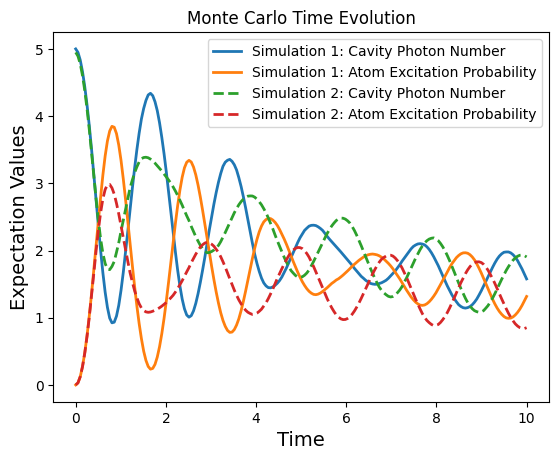 Monte Carlo Time Evolution
Simulation 1: Cavity Photon Number
Simulation 1: Atom Excitation Probability
Simulation 2: Cavity Photon Number
Simulation 2: Atom Excitation Probability
Expectation Values
5
4
3
2
1
0
0 2 4 6 8 10
Time